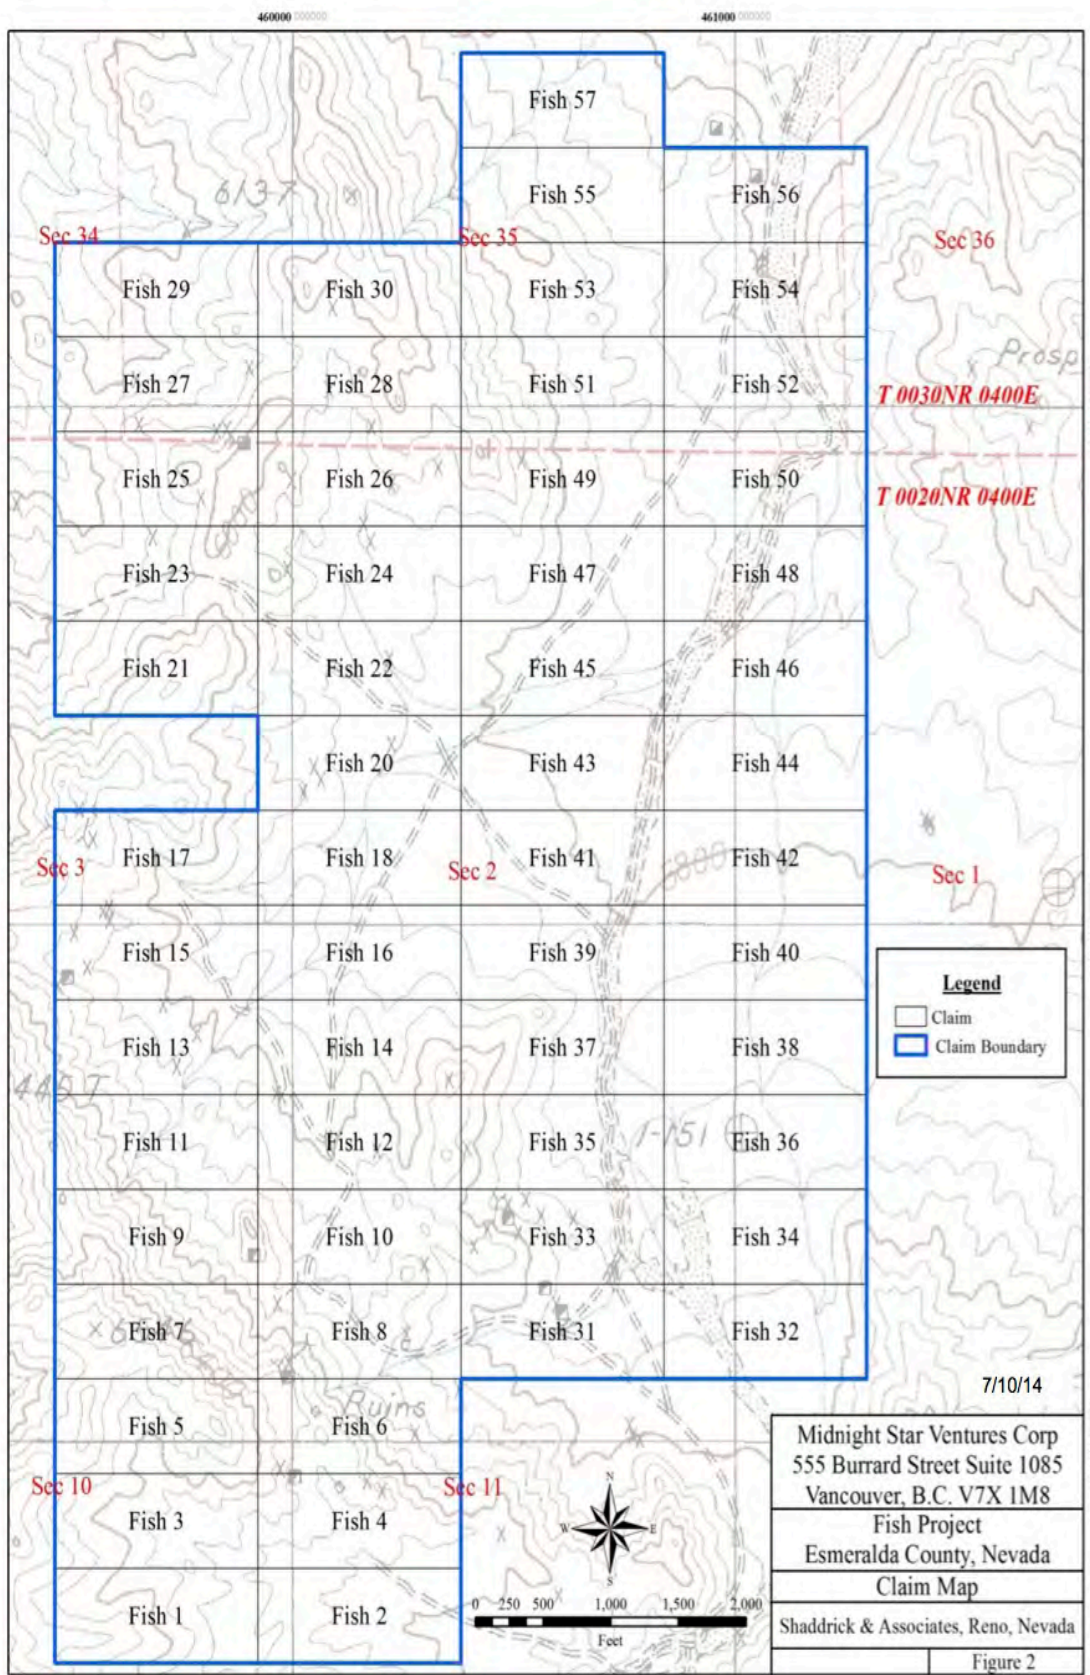 460000 000000 461000 000000
Fish 57
Fish 55 Fish 56
6137
Sec 34 Sec 35 Sec 36
Fish 29 Fish 30 Fish 53 Fish 54
Prosp
Fish 27 Fish 28 Fish 51 Fish 52
T 0030NR 0400E
Fish 25 Fish 26 Fish 49 Fish 50
T 0020NR 0400E
Fish 23 Fish 24 Fish 47 Fish 48
Fish 21 Fish 22 Fish 45 Fish 46
Fish 20 Fish 43 Fish 44
Fish 17 Fish 18 Fish 41 Fish 42
Sec 3 Sec 2 Sec 1
Fish 15 Fish 16 Fish 39 Fish 40
Legend
Claim
Claim Boundary
Fish 13 Fish 14 Fish 37 Fish 38
Fish 11 Fish 12 Fish 35 Fish 36
Fish 9 Fish 10 Fish 33 Fish 34
Fish 7 Fish 8 Fish 31 Fish 32
7/10/14
Ruins
Fish 5 Fish 6
Sec 10 Sec 11
Fish 3 Fish 4
Fish 1 Fish 2
N
W E
S
0 250 500 1,000 1,500 2,000
Feet
Midnight Star Ventures Corp
555 Burrard Street Suite 1085
Vancouver, B.C. V7X 1M8
Fish Project
Esmeralda County, Nevada
Claim Map
Shaddrick & Associates, Reno, Nevada
Figure 2